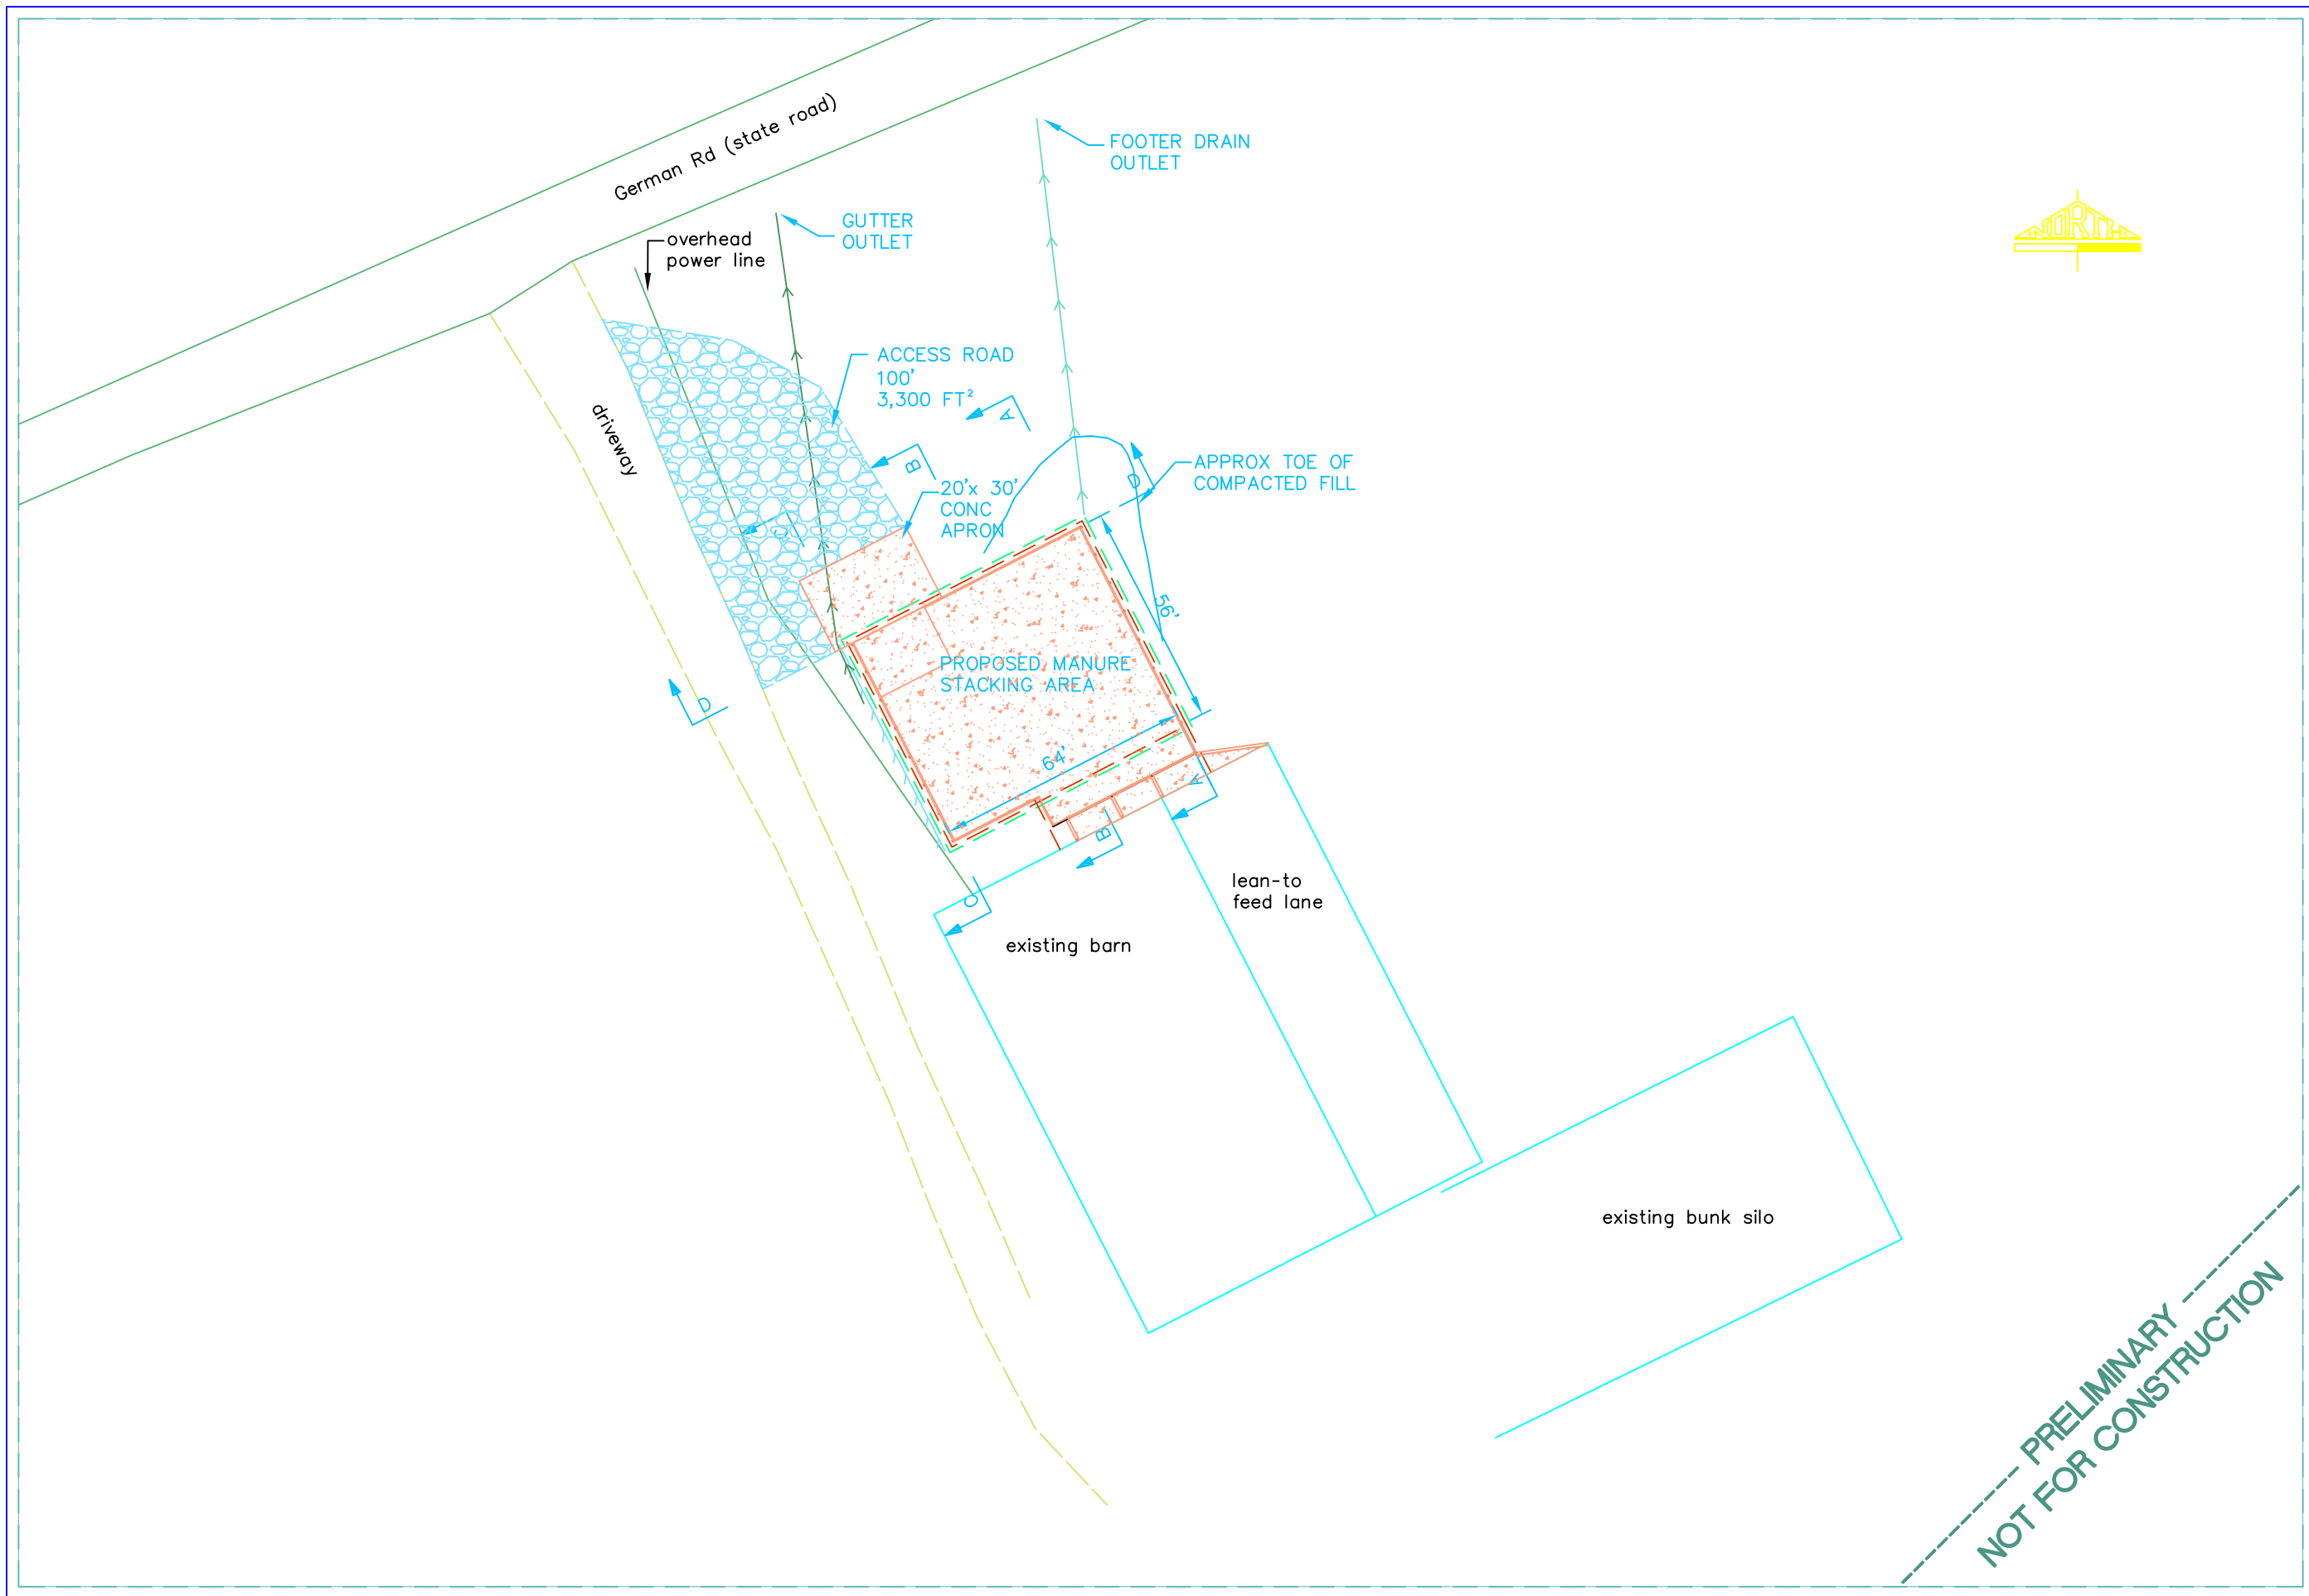 German Rd (state road)
FOOTER DRAIN
OUTLET
NORTH
GUTTER
OUTLET
overhead
power line
ACCESS ROAD
100'
3,300 FT²
A
driveway
B
APPROX TOE OF
COMPACTED FILL
D
20'x 30'
CONC
APRON
C
56'
PROPOSED MANURE
STACKING AREA
D
64'
A
B
lean-to
feed lane
C
existing barn
existing bunk silo
PRELIMINARY
NOT FOR CONSTRUCTION